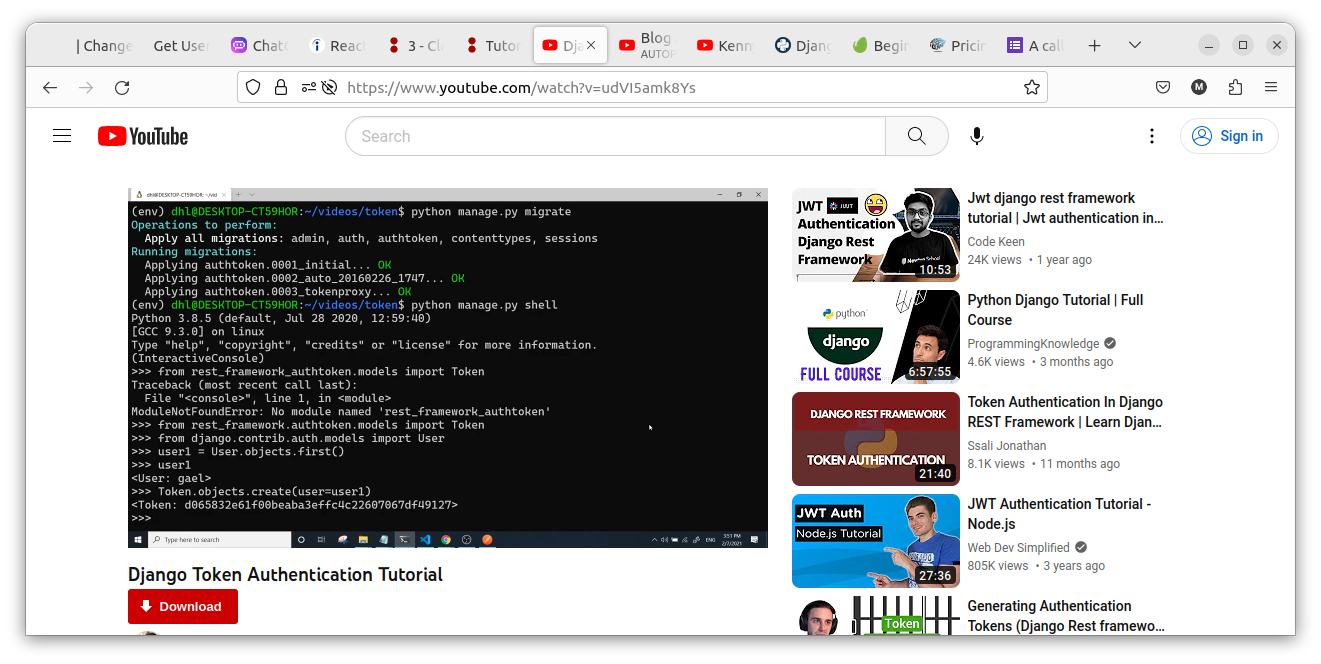 | Change
Get User
Chat
Reac
3 - Cl
Tutor
Dja
Blog
AUTOP
Kenn
Djang
Begin
Pricin
A call
https://www.youtube.com/watch?v=udVI5amk8Ys
M
YouTube
Search
Sign in
dhl@DESKTOP-CT59HOR: ~/vid
(env) dhl@DESKTOP-CT59HOR:~/videos/token$ python manage.py migrate
Operations to perform:
Apply all migrations: admin, auth, authtoken, contenttypes, sessions
Running migrations:
Applying authtoken.0001_initial... OK
Applying authtoken.0002_auto_20160226_1747... OK
Applying authtoken.0003_tokenproxy... OK
(env) dhl@DESKTOP-CT59HOR:~/videos/token$ python manage.py shell
Python 3.8.5 (default, Jul 28 2020, 12:59:40)
[GCC 9.3.0] on linux
Type "help", "copyright", "credits" or "license" for more information.
(InteractiveConsole)
>>> from rest_framework_authtoken.models import Token
Traceback (most recent call last):
File "<console>", line 1, in <module>
ModuleNotFoundError: No module named 'rest_framework_authtoken'
>>> from rest_framework.authtoken.models import Token
>>> from django.contrib.auth.models import User
>>> user1 = User.objects.first()
>>> user1
<User: gael>
>>> Token.objects.create(user=user1)
<Token: d065832e61f00beaba3effc4c22607067df49127>
>>>
Type here to search
ENG
3:51 PM
2/7/2021
Django Token Authentication Tutorial
Download
JWT
Authentication
Django Rest
Framework
10:53
Jwt django rest framework
tutorial | Jwt authentication in...
Code Keen
24K views • 1 year ago
python
django
FULL COURSE
6:57:55
Python Django Tutorial | Full
Course
ProgrammingKnowledge
4.6K views • 3 months ago
DJANGO REST FRAMEWORK
TOKEN AUTHENTICATION
21:40
Token Authentication In Django
REST Framework | Learn Djan...
Ssali Jonathan
8.1K views • 11 months ago
JWT Auth
Node.js Tutorial
27:36
JWT Authentication Tutorial -
Node.js
Web Dev Simplified
805K views • 3 years ago
Token
Generating Authentication
Tokens (Django Rest framewo...